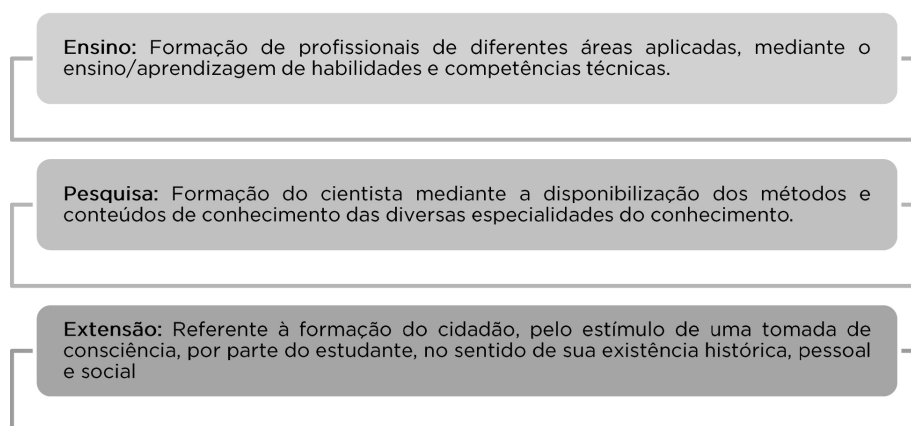 Ensino: Formação de profissionais de diferentes áreas aplicadas, mediante o
ensino/aprendizagem de habilidades e competências técnicas.
Pesquisa: Formação do cientista mediante a disponibilização dos métodos e
conteúdos de conhecimento das diversas especialidades do conhecimento.
Extensão: Referente à formação do cidadão, pelo estímulo de uma tomada de
consciência, por parte do estudante, no sentido de sua existência histórica, pessoal
e social